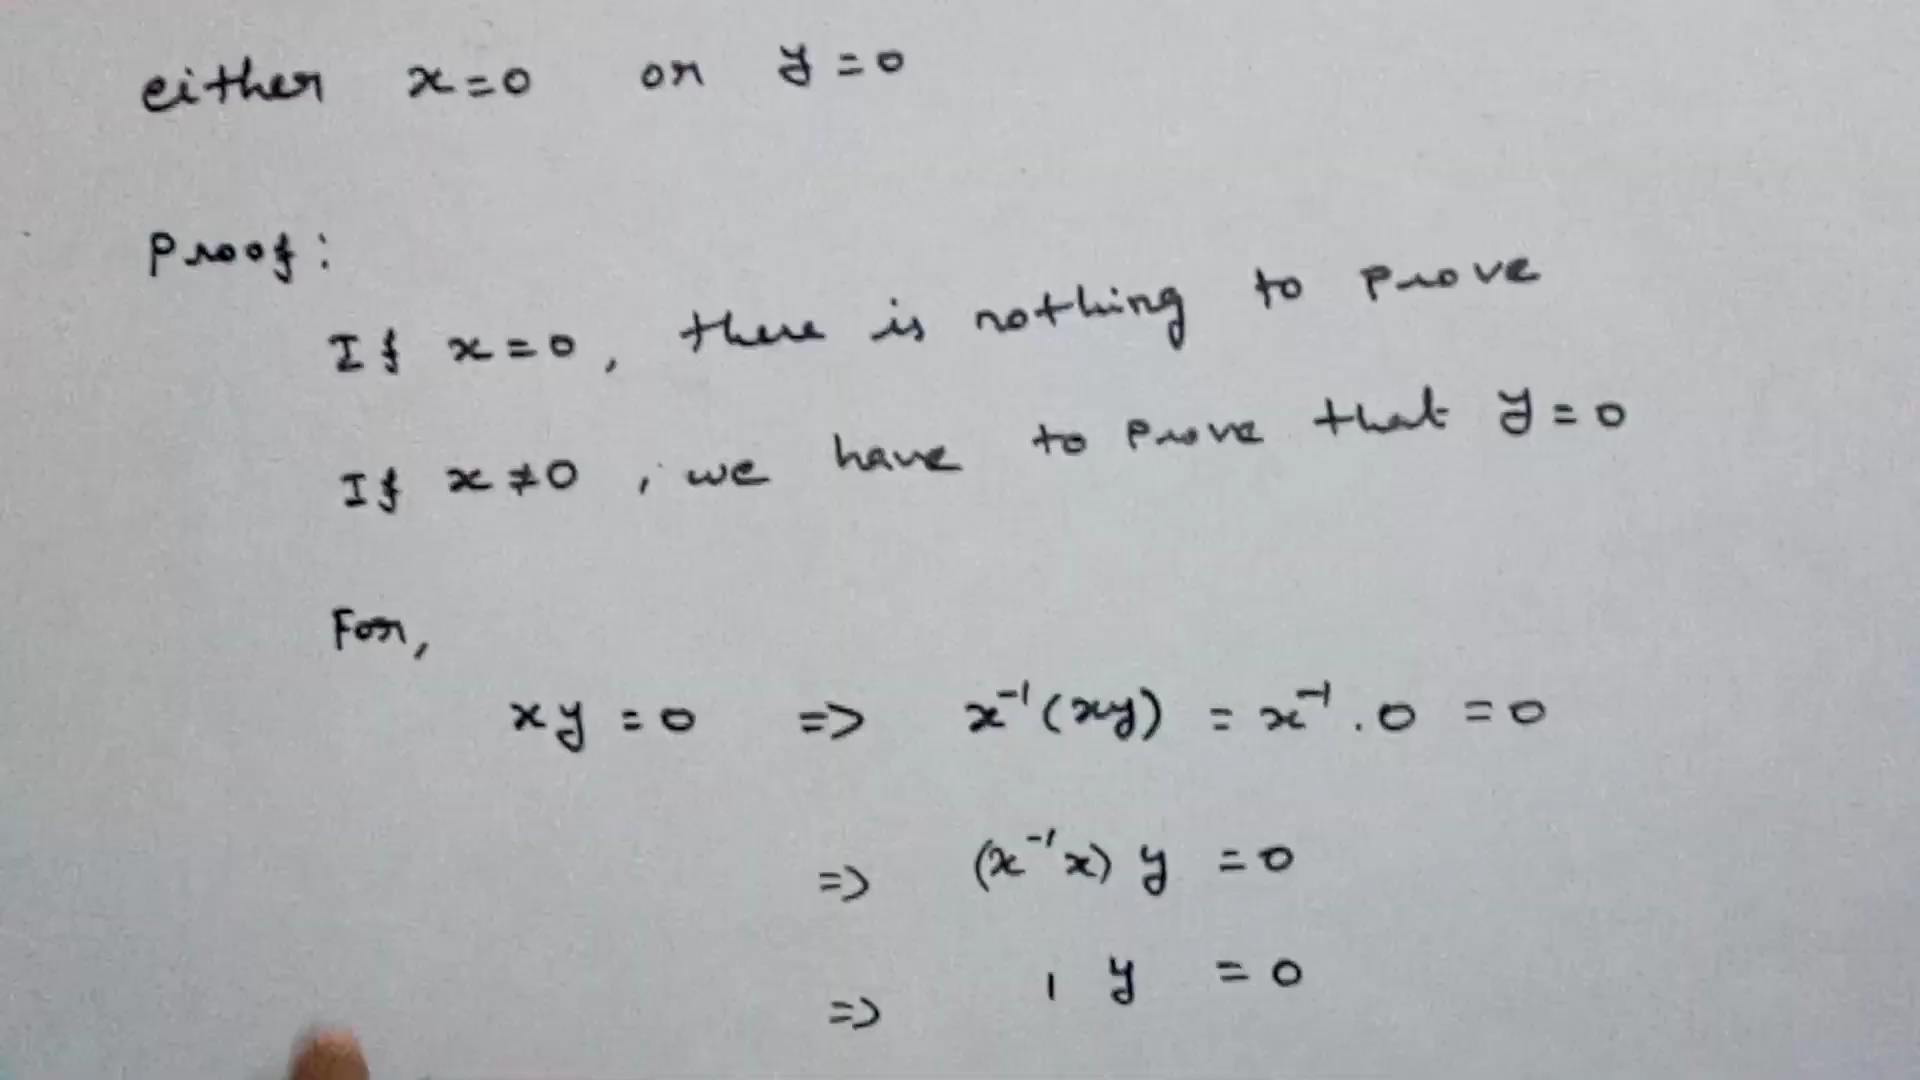 either x=0 or y=0
Proof:
If x=0, there is nothing to prove
If x≠0, we have to prove that y=0
For,
xy=0 => x⁻¹(xy) = x⁻¹.0 =0
=> (x⁻¹x) y =0
=> 1 y =0